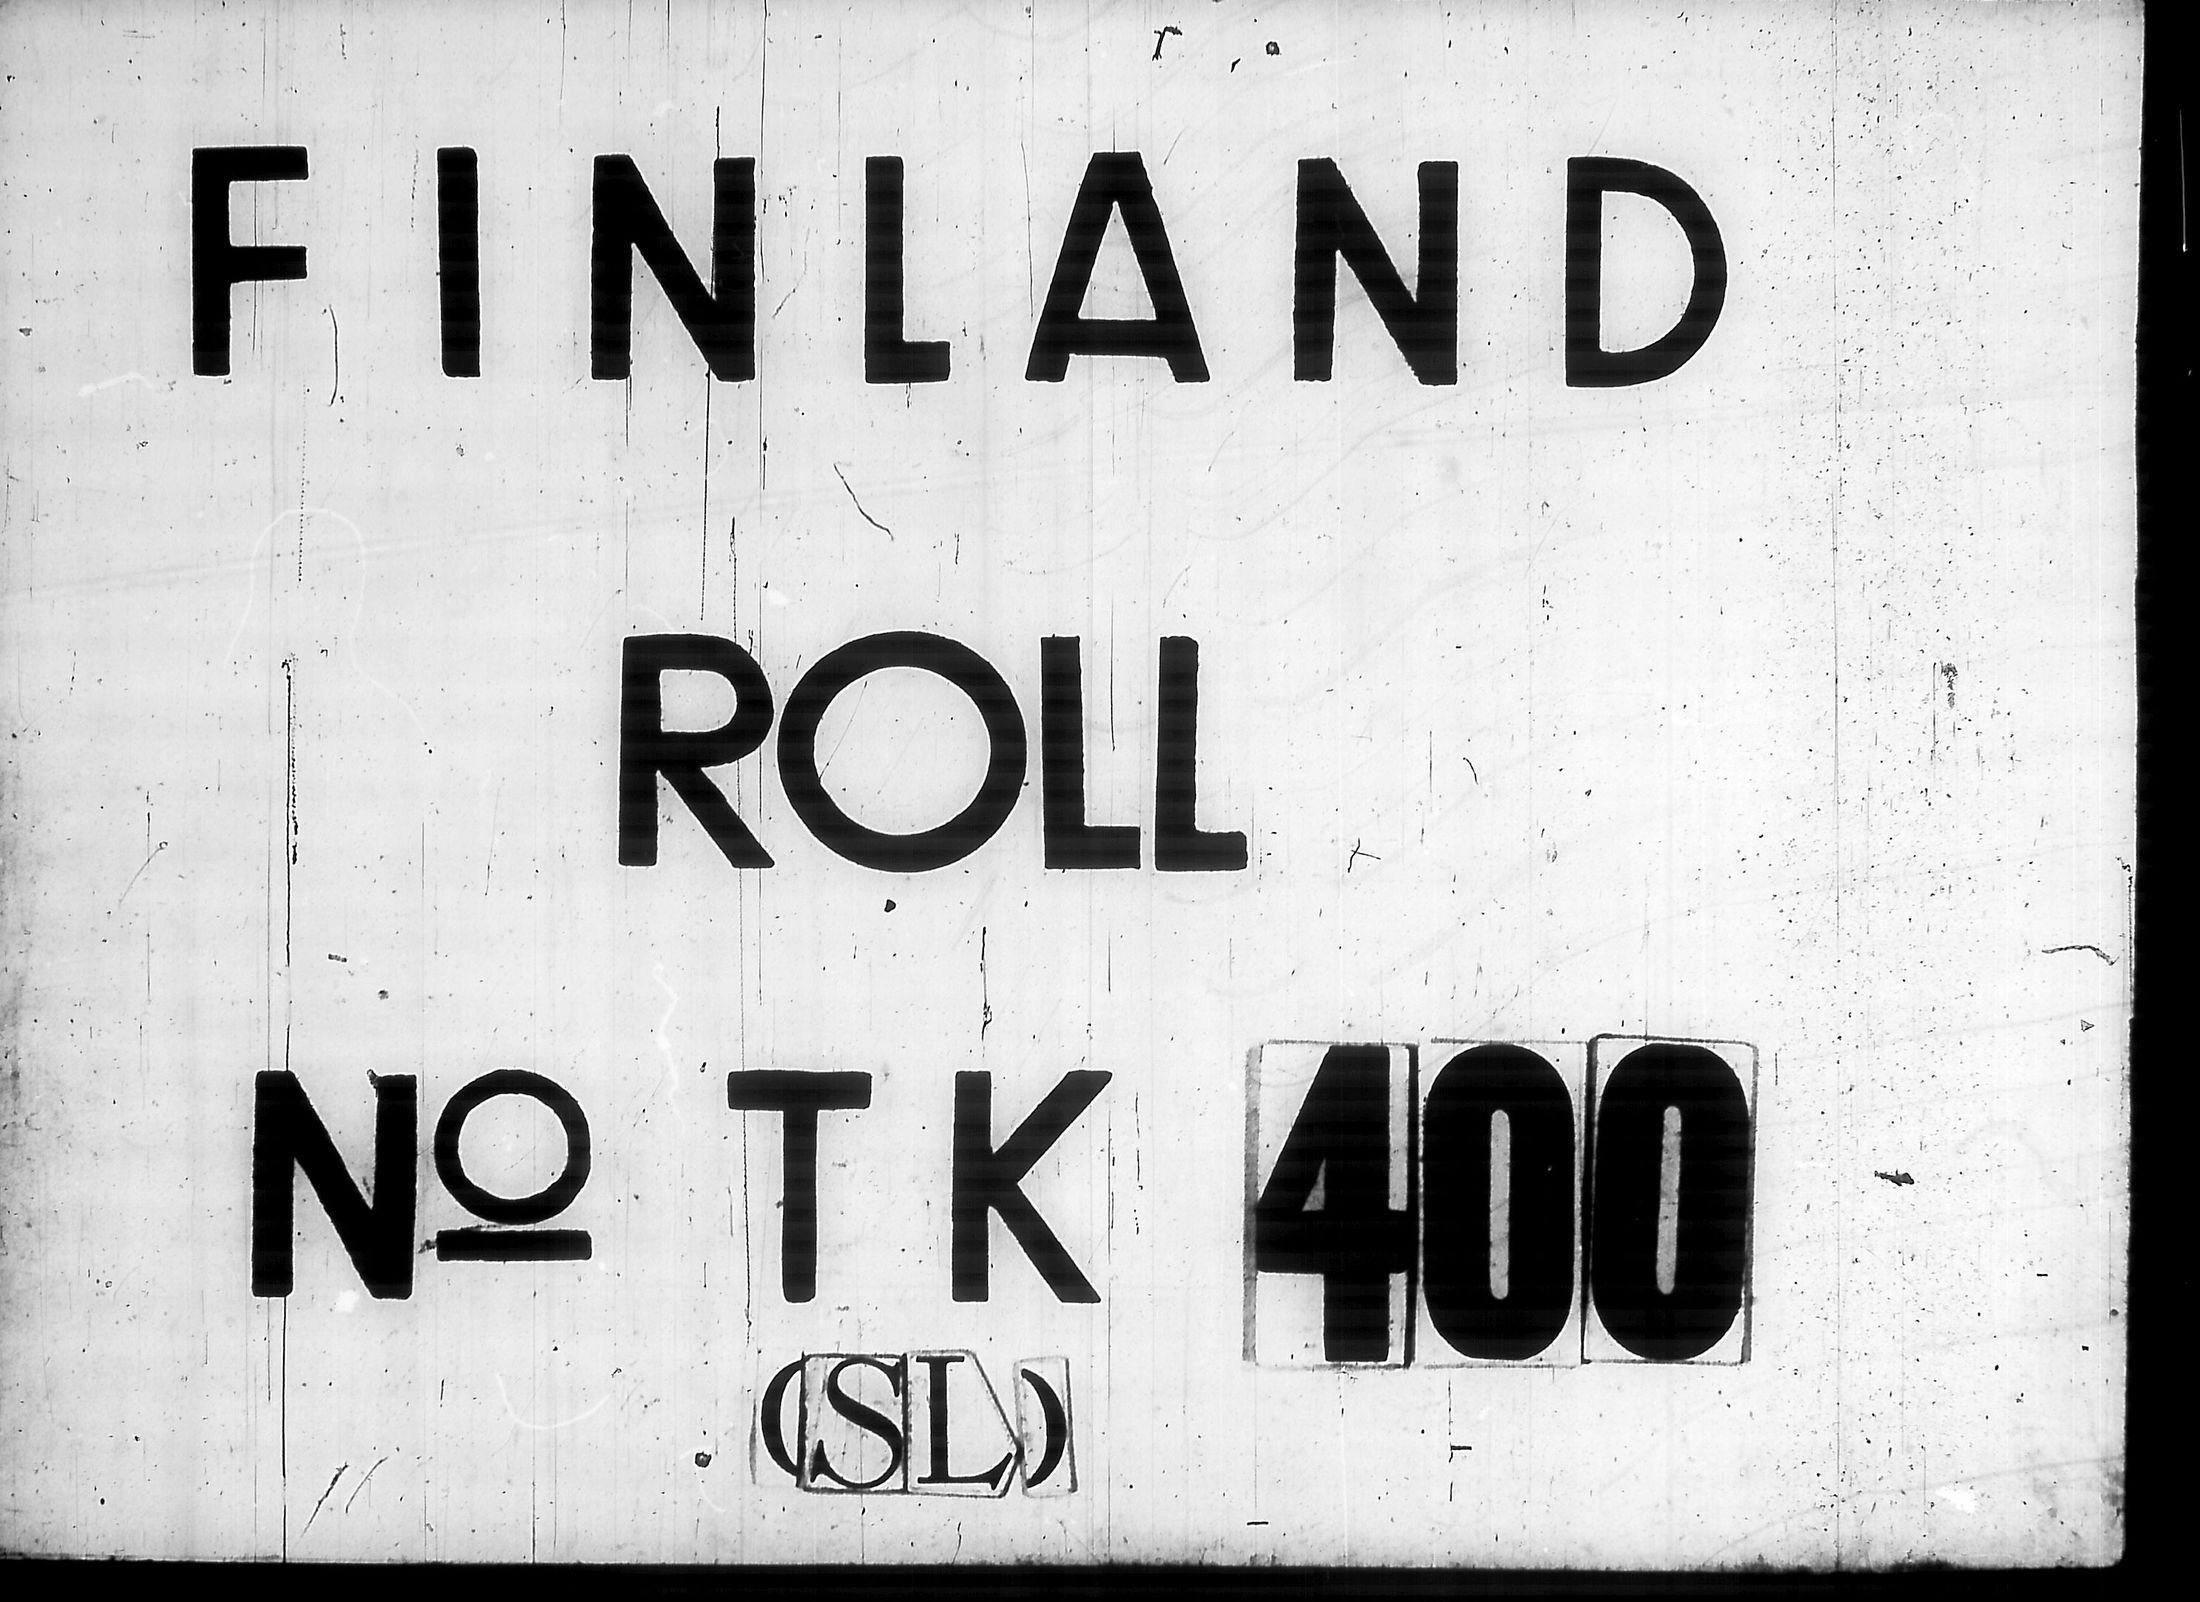 FINLAND
ROLL
Nº TK 400
(SL)